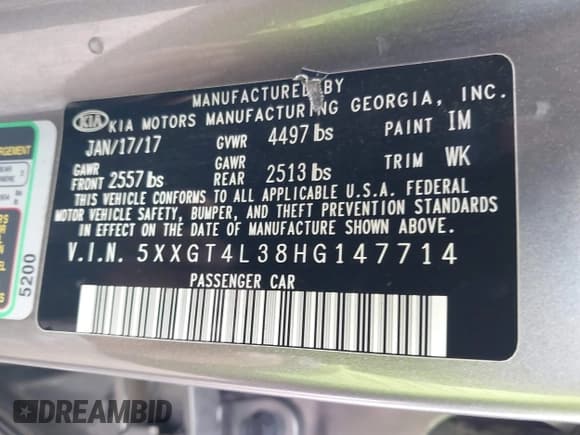 MANUFACTURED BY
KIA KIA MOTORS MANUFACTURING GEORGIA, INC.
JAN/17/17 GVWR 4497 lbs PAINT IM
GAWR FRONT 2557 lbs GAWR REAR 2513 lbs TRIM WK
THIS VEHICLE CONFORMS TO ALL APPLICABLE U.S.A. FEDERAL
MOTOR VEHICLE SAFETY, BUMPER, AND THEFT PREVENTION STANDARDS
IN EFFECT ON THE DATE OF MANUFACTURE SHOWN ABOVE.
V.I.N. 5XXGT4L38HG147714
PASSENGER CAR
5200
DREAMBID